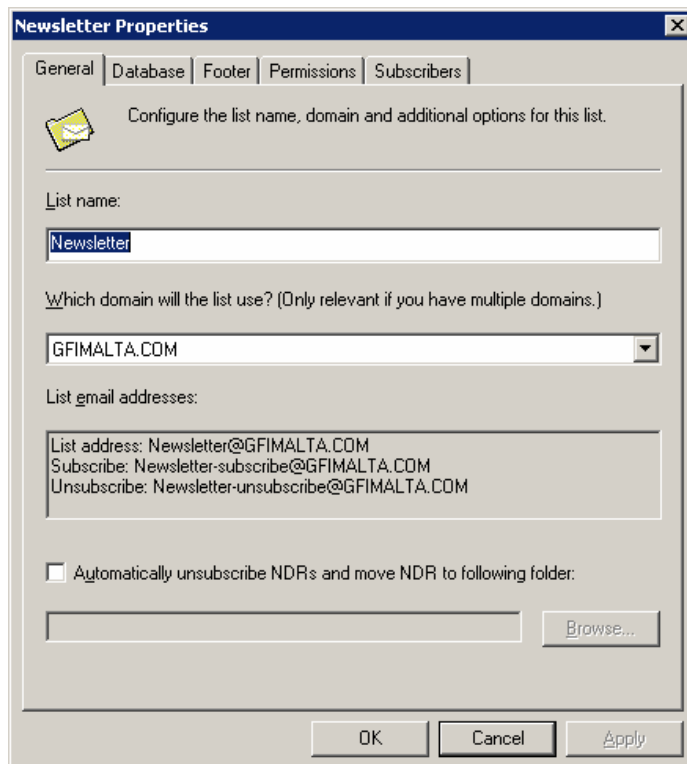 Newsletter Properties
General Database Footer Permissions Subscribers
Configure the list name, domain and additional options for this list.
List name:
Newsletter
Which domain will the list use? (Only relevant if you have multiple domains.)
GFIMALTA.COM
List email addresses:
List address: Newsletter@GFIMALTA.COM
Subscribe: Newsletter-subscribe@GFIMALTA.COM
Unsubscribe: Newsletter-unsubscribe@GFIMALTA.COM
Automatically unsubscribe NDRs and move NDR to following folder:
Browse...
OK Cancel Apply